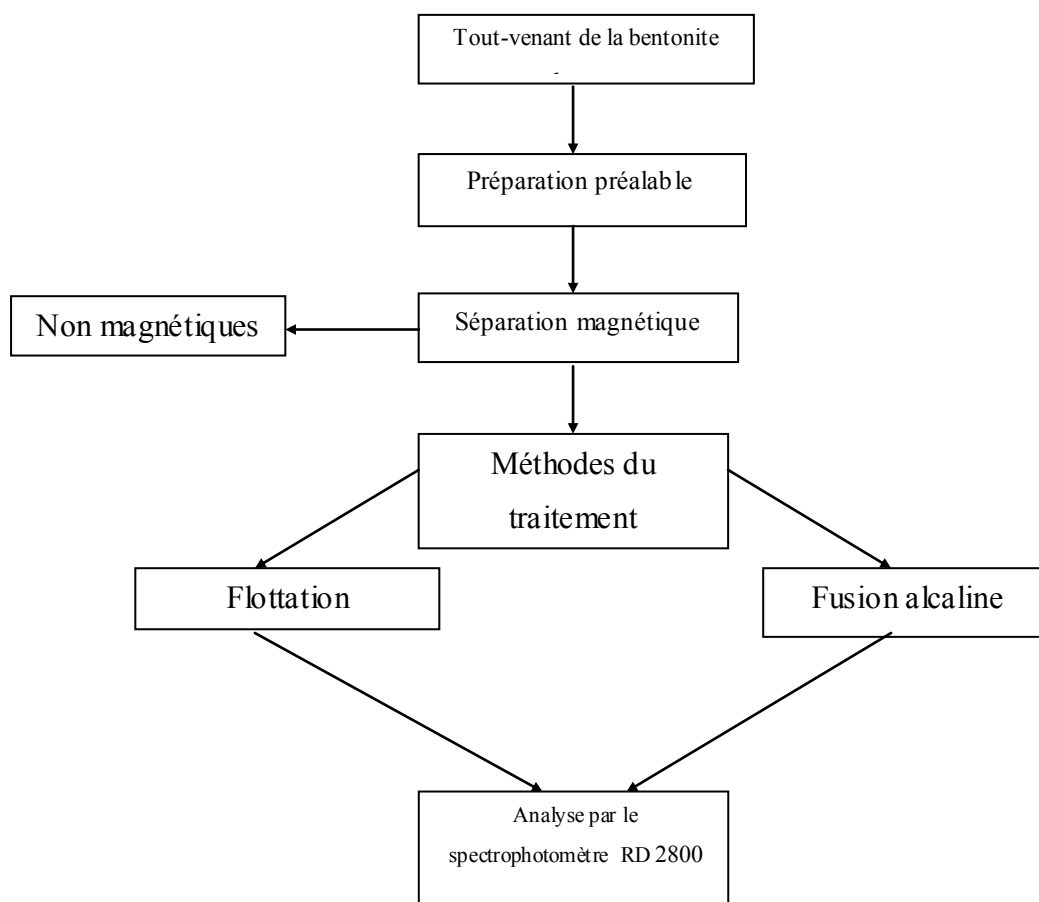 Tout-venant de la bentonite
Préparation préalable
Non magnétiques
Séparation magnétique
Méthodes du
traitement
Flottation
Fusion alcaline
Analyse par le
spectrophotomètre RD 2800